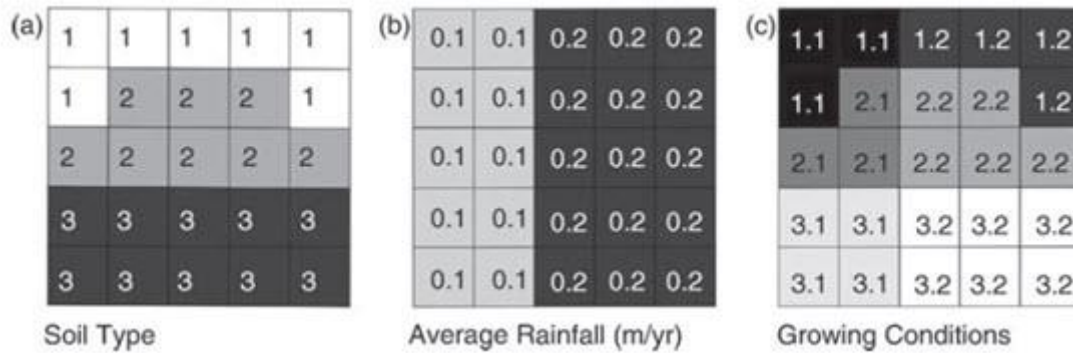 (a) 1 1 1 1 1
1 2 2 2 1
2 2 2 2 2
3 3 3 3 3
3 3 3 3 3
Soil Type
(b) 0.1 0.1 0.2 0.2 0.2
0.1 0.1 0.2 0.2 0.2
0.1 0.1 0.2 0.2 0.2
0.1 0.1 0.2 0.2 0.2
0.1 0.1 0.2 0.2 0.2
Average Rainfall (m/yr)
(c) 1.1 1.1 1.2 1.2 1.2
1.1 2.1 2.2 2.2 1.2
2.1 2.1 2.2 2.2 2.2
3.1 3.1 3.2 3.2 3.2
3.1 3.1 3.2 3.2 3.2
Growing Conditions